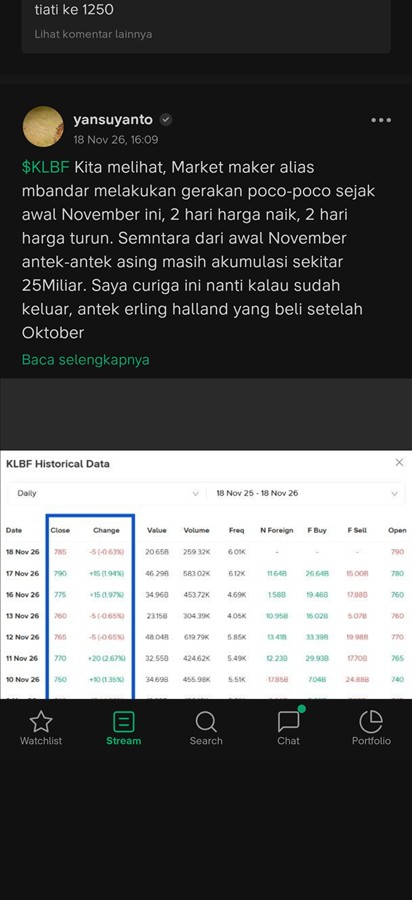 tiati ke 1250
Lihat komentar lainnya
yansuyanto
18 Nov 26, 16:09
$KLBF Kita melihat, Market maker alias
mbandar melakukan gerakan poco-poco sejak
awal November ini, 2 hari harga naik, 2 hari
harga turun. Semntara dari awal November
antek-antek asing masih akumulasi sekitar
25Miliar. Saya curiga ini nanti kalau sudah
keluar, antek erling halland yang beli setelah
Oktober
Baca selengkapnya
KLBF Historical Data
Daily 18 Nov 25 - 18 Nov 26
Date Close Change Value Volume Freq N Foreign F Buy F Sell Open
18 Nov 26 785 -5 (-0.63%) 20.65B 259.32K 6.01K - - - 790
17 Nov 26 790 +15 (1.94%) 46.29B 583.02K 6.12K 11.64B 26.64B 15.00B 780
16 Nov 26 775 +15 (1.97%) 34.96B 453.72K 4.69K 1.58B 19.46B 17.88B 760
13 Nov 26 760 -5 (-0.65%) 23.15B 304.39K 4.05K 10.95B 16.02B 5.07B 760
12 Nov 26 765 -5 (-0.65%) 48.04B 619.79K 5.85K 13.41B 33.39B 19.98B 770
11 Nov 26 770 +20 (2.67%) 32.55B 424.62K 5.49K 12.23B 29.93B 17.70B 765
10 Nov 26 750 +10 (1.35%) 34.69B 455.98K 5.51K -17.85B 7.04B 24.88B 740
Watchlist Stream Search Chat Portfolio